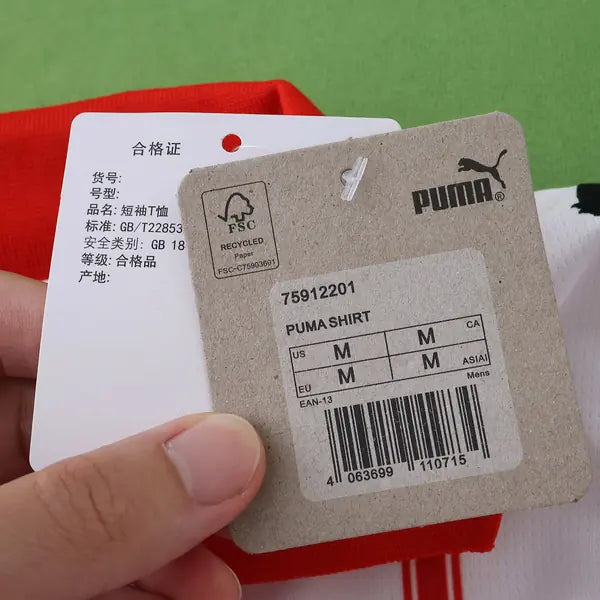 合格证
货号:
号型:
品名: 短袖T恤
标准: GB/T22853
安全类别: GB 18
等级: 合格品
产地:
FSC
RECYCLED
Paper
FSC-C75903601
PUMA®
75912201
PUMA SHIRT
US M M CA
EU M M ASIAI
Mens
EAN-13
4 063699 110715